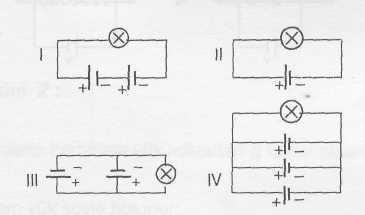 I
+ - + -
II
+ -
III
- +
- +
IV
+ -
+ -
+ -